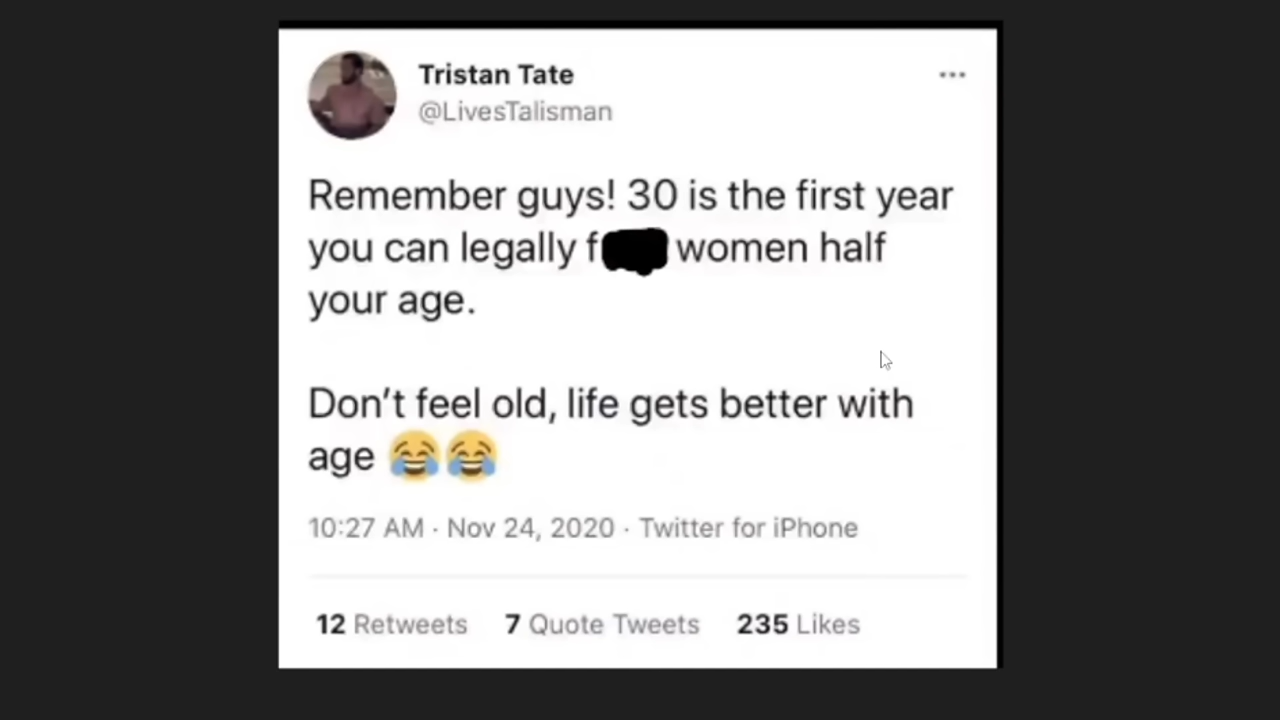 Tristan Tate
@LivesTalisman
Remember guys! 30 is the first year
you can legally f women half
your age.
Don't feel old, life gets better with
age 😂😂
10:27 AM · Nov 24, 2020 · Twitter for iPhone
12 Retweets 7 Quote Tweets 235 Likes